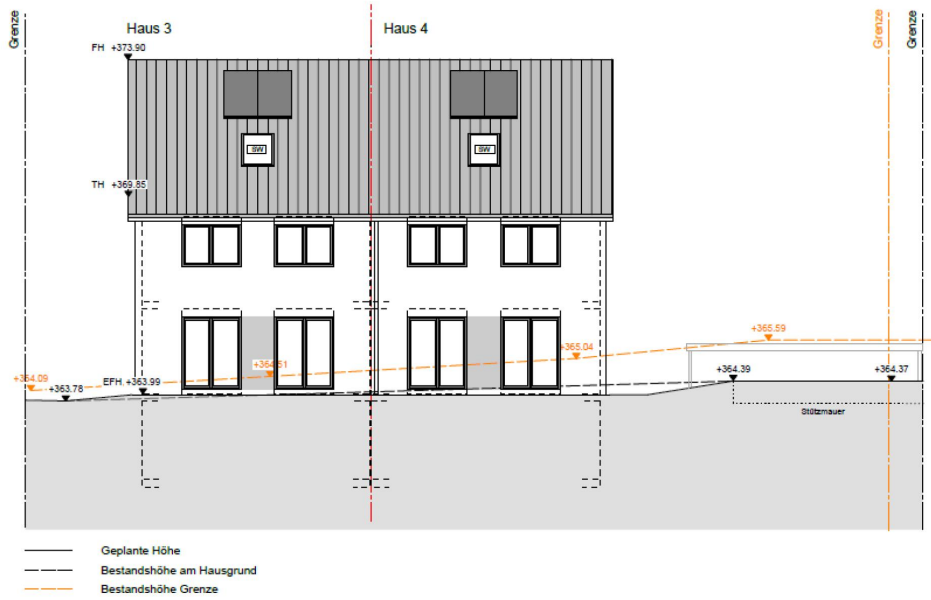 Grenze
Haus 3
Haus 4
Grenze
Grenze
FH +373.90
SW
SW
TH +369.85
+365.59
+365.04
+364.51
+364.09
+363.78
EFH. +363.99
+364.39
+364.37
Stützmauer
Geplante Höhe
Bestandshöhe am Hausgrund
Bestandshöhe Grenze